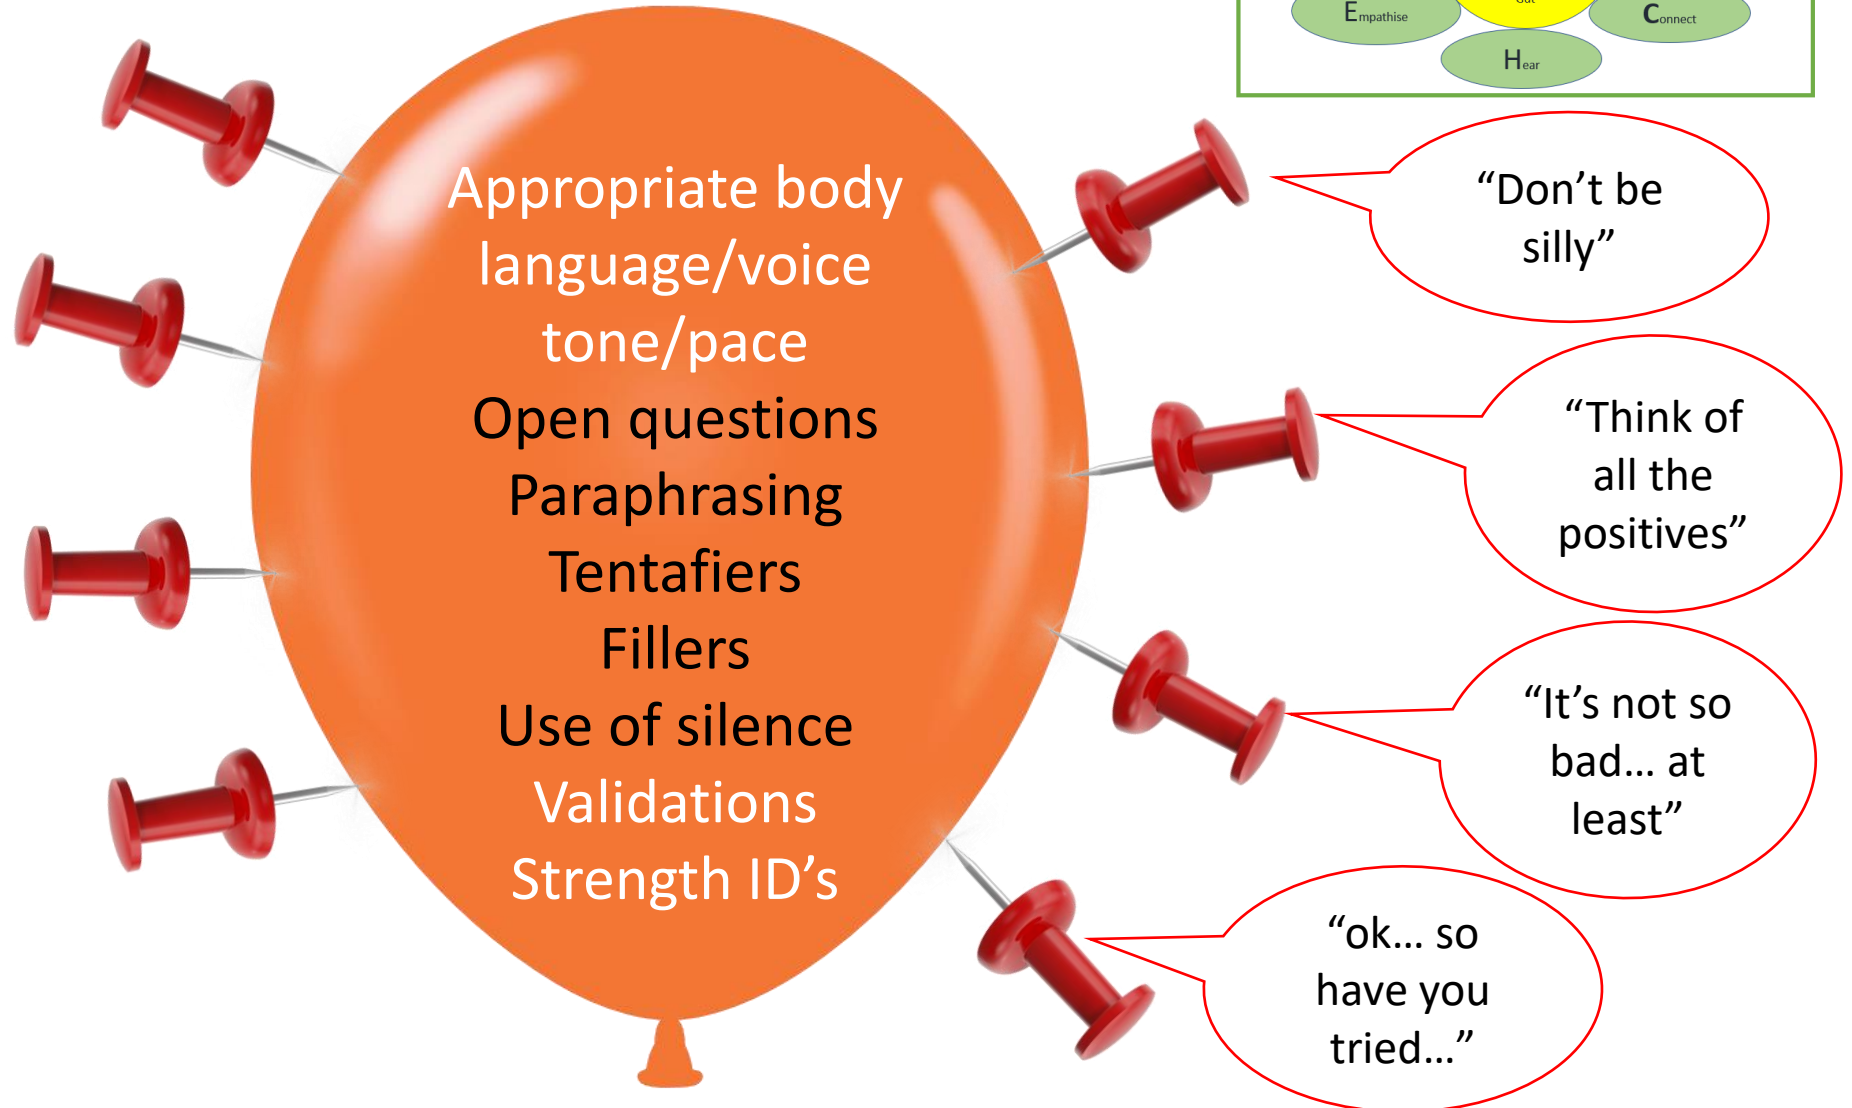 Empathise
Gut
Connect
Hear
Appropriate body
language/voice
tone/pace
Open questions
Paraphrasing
Tentafiers
Fillers
Use of silence
Validations
Strength ID’s
“Don’t be
silly”
“Think of
all the
positives”
“It’s not so
bad… at
least”
“ok… so
have you
tried…”